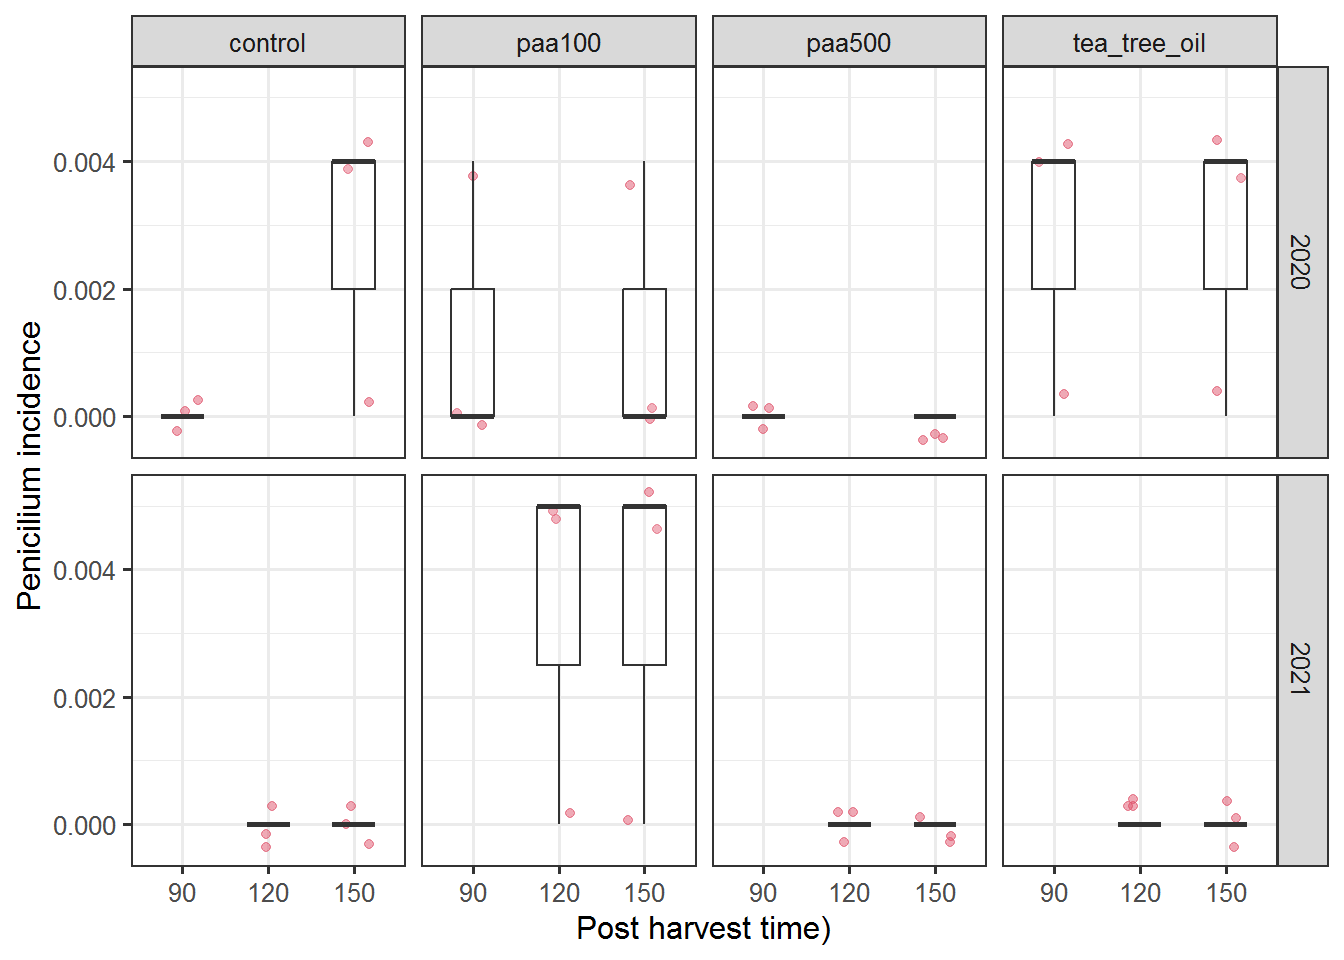 control paa100 paa500 tea_tree_oil
Penicilium incidence
0.004
0.002
0.000
2020
0.004
0.002
0.000
2021
90 120 150 90 120 150 90 120 150 90 120 150
Post harvest time)